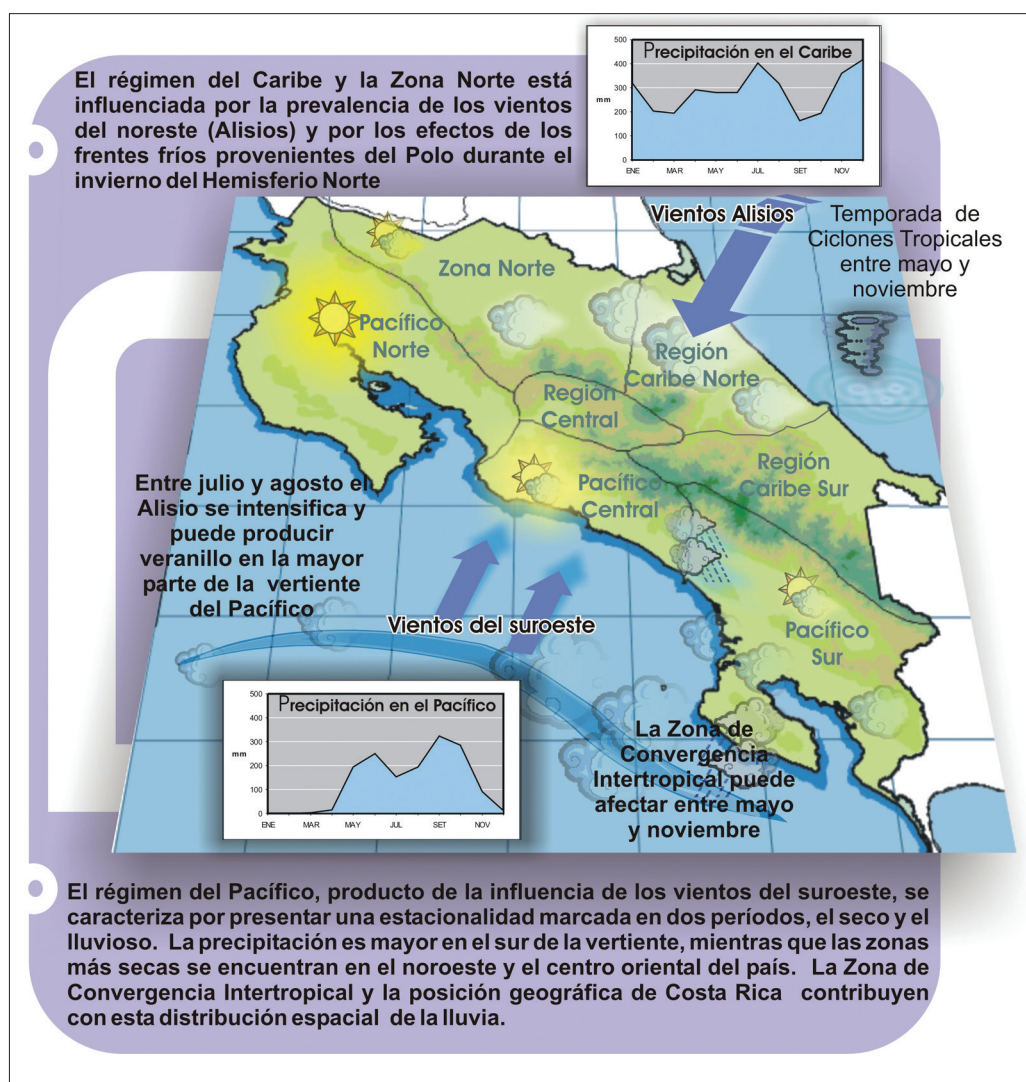 El régimen del Caribe y la Zona Norte está
influenciada por la prevalencia de los vientos
del noreste (Alisios) y por los efectos de los
frentes fríos provenientes del Polo durante el
invierno del Hemisferio Norte
Precipitación en el Caribe
500
400
300
200
100
0
mm
ENE MAR MAY JUL SET NOV
Vientos Alisios
Temporada de
Ciclones Tropicales
entre mayo y
noviembre
Zona Norte
Pacífico
Norte
Región
Caribe Norte
Región
Central
Región
Caribe Sur
Pacífico
Central
Entre julio y agosto el
Alisio se intensifica y
puede producir
veranillo en la mayor
parte de la vertiente
del Pacífico
Vientos del suroeste
Pacífico
Sur
Precipitación en el Pacífico
500
400
300
200
100
0
mm
ENE MAR MAY JUL SET NOV
La Zona de
Convergencia
Intertropical puede
afectar entre mayo
y noviembre
El régimen del Pacífico, producto de la influencia de los vientos del suroeste, se
caracteriza por presentar una estacionalidad marcada en dos períodos, el seco y el
lluvioso. La precipitación es mayor en el sur de la vertiente, mientras que las zonas
más secas se encuentran en el noroeste y el centro oriental del país. La Zona de
Convergencia Intertropical y la posición geográfica de Costa Rica contribuyen
con esta distribución espacial de la lluvia.